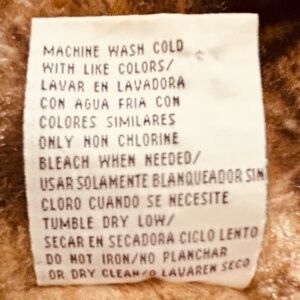 MACHINE WASH COLD
WITH LIKE COLORS/
LAVAR EN LAVADORA
CON AGUA FRIA CON
COLORES SIMILARES
ONLY NON CHLORINE
BLEACH WHEN NEEDED/
USAR SOLAMENTE BLANQUEADOR SIN
CLORO CUANDO SE NECESITE
TUMBLE DRY LOW/
SECAR EN SECADORA CICLO LENTO
DO NOT IRON/NO PLANCHAR
OR DRY CLEAN/O LAVAREN SECO